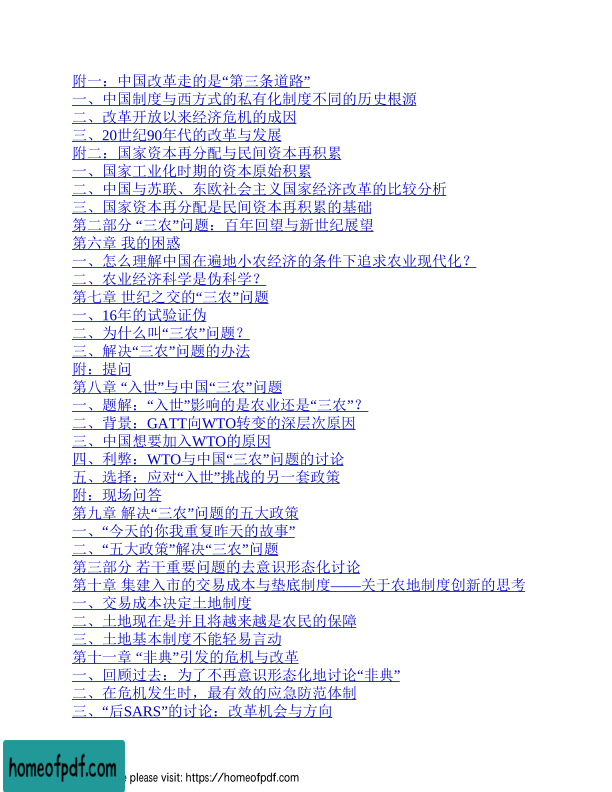 附一：中国改革走的是“第三条道路”
一、中国制度与西方式的私有化制度不同的历史根源
二、改革开放以来经济危机的成因
三、20世纪90年代的改革与发展
附二：国家资本再分配与民间资本再积累
一、国家工业化时期的资本原始积累
二、中国与苏联、东欧社会主义国家经济改革的比较分析
三、国家资本再分配是民间资本再积累的基础
第二部分 “三农”问题：百年回望与新世纪展望
第六章 我的困惑
一、怎么理解中国在遍地小农经济的条件下追求农业现代化？
二、农业经济科学是伪科学？
第七章 世纪之交的“三农”问题
一、16年的试验证伪
二、为什么叫“三农”问题？
三、解决“三农”问题的办法
附：提问
第八章 “入世”与中国“三农”问题
一、题解：“入世”影响的是农业还是“三农”？
二、背景：GATT向WTO转变的深层次原因
三、中国想要加入WTO的原因
四、利弊：WTO与中国“三农”问题的讨论
五、选择：应对“入世”挑战的另一套政策
附：现场问答
第九章 解决“三农”问题的五大政策
一、“今天的你我重复昨天的故事”
二、“五大政策”解决“三农”问题
第三部分 若干重要问题的去意识形态化讨论
第十章 集建入市的交易成本与垫底制度——关于农地制度创新的思考
一、交易成本决定土地制度
二、土地现在是并且将越来越是农民的保障
三、土地基本制度不能轻易言动
第十一章 “非典”引发的危机与改革
一、回顾过去：为了不再意识形态化地讨论“非典”
二、在危机发生时，最有效的应急防范体制
三、“后SARS”的讨论：改革机会与方向
homeofpdf.com
please visit: https://homeofpdf.com